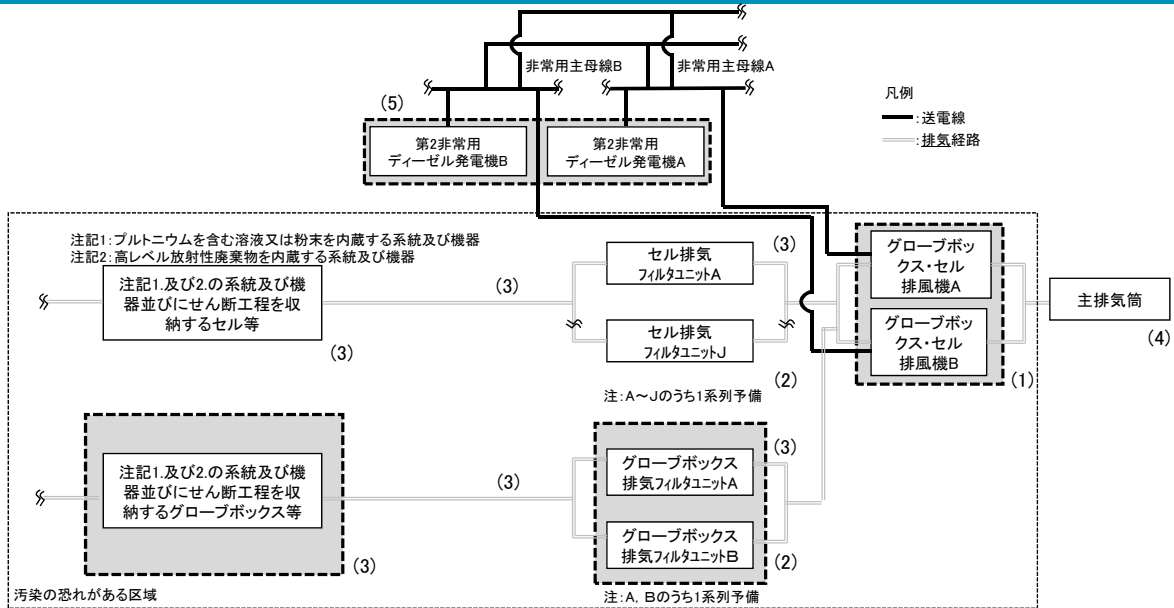 非常用主母線B
非常用主母線A
凡例
:送電線
:排気経路
(5)
第2非常用
ディーゼル発電機B
第2非常用
ディーゼル発電機A
注記1:プルトニウムを含む溶液又は粉末を内蔵する系統及び機器
注記2:高レベル放射性廃棄物を内蔵する系統及び機器
注記1.及び2.の系統及び機
器並びにせん断工程を収
納するセル等
(3)
(3)
セル排気
フィルタユニットA
(3)
セル排気
フィルタユニットJ
(2)
注:A~Jのうち1系列予備
グローブボッ
クス・セル
排風機A
グローブボッ
クス・セル
排風機B
(1)
主排気筒
(4)
注記1.及び2.の系統及び機
器並びにせん断工程を収
納するグローブボックス等
(3)
(3)
グローブボックス
排気フィルタユニットA
(3)
グローブボックス
排気フィルタユニットB
(2)
注:A, Bのうち1系列予備
汚染の恐れがある区域